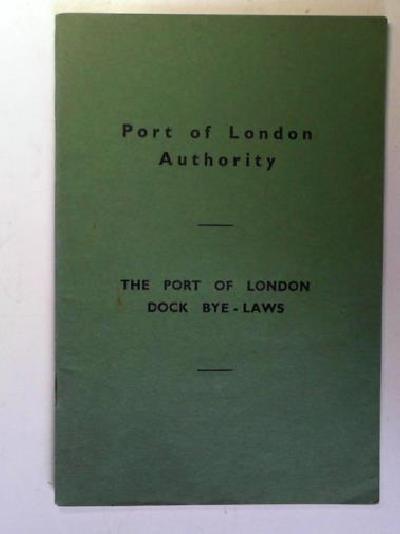 Port of London
Authority
THE PORT OF LONDON
DOCK BYE-LAWS